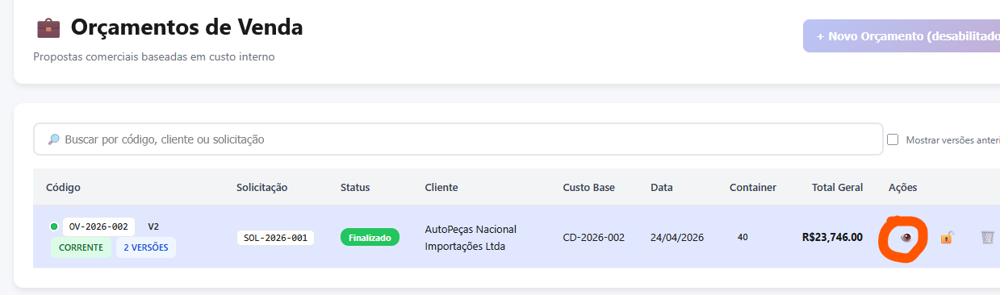 Orçamentos de Venda
+ Novo Orçamento (desabilitado
Propostas comerciais baseadas em custo interno
Buscar por código, cliente ou solicitação
Mostrar versões anteri
Código Solicitação Status Cliente Custo Base Data Container Total Geral Ações
OV-2026-002 V2
CORRENTE 2 VERSÕES
SOL-2026-001
Finalizado
AutoPeças Nacional
Importações Ltda
CD-2026-002
24/04/2026
40
R$23,746.00